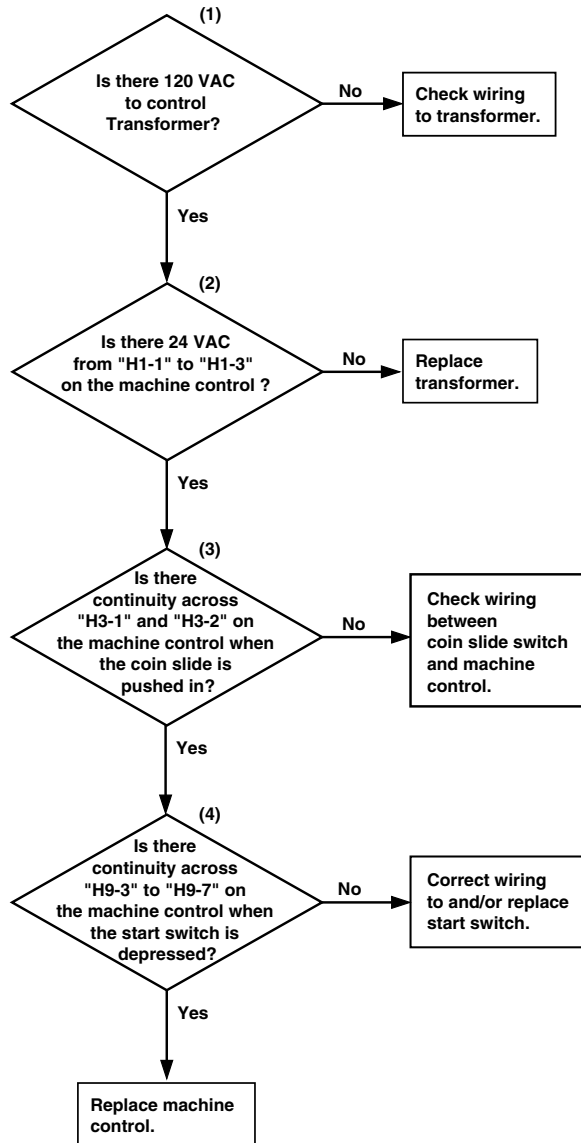 (1)
Is there 120 VAC
to control
Transformer?
No
Check wiring
to transformer.
Yes
(2)
Is there 24 VAC
from "H1-1" to "H1-3"
on the machine control ?
No
Replace
transformer.
Yes
(3)
Is there
continuity across
"H3-1" and "H3-2" on
the machine control when
the coin slide is
pushed in?
No
Check wiring
between
coin slide switch
and machine
control.
Yes
(4)
Is there
continuity across
"H9-3" to "H9-7" on
the machine control when
the start switch is
depressed?
No
Correct wiring
to and/or replace
start switch.
Yes
Replace machine
control.